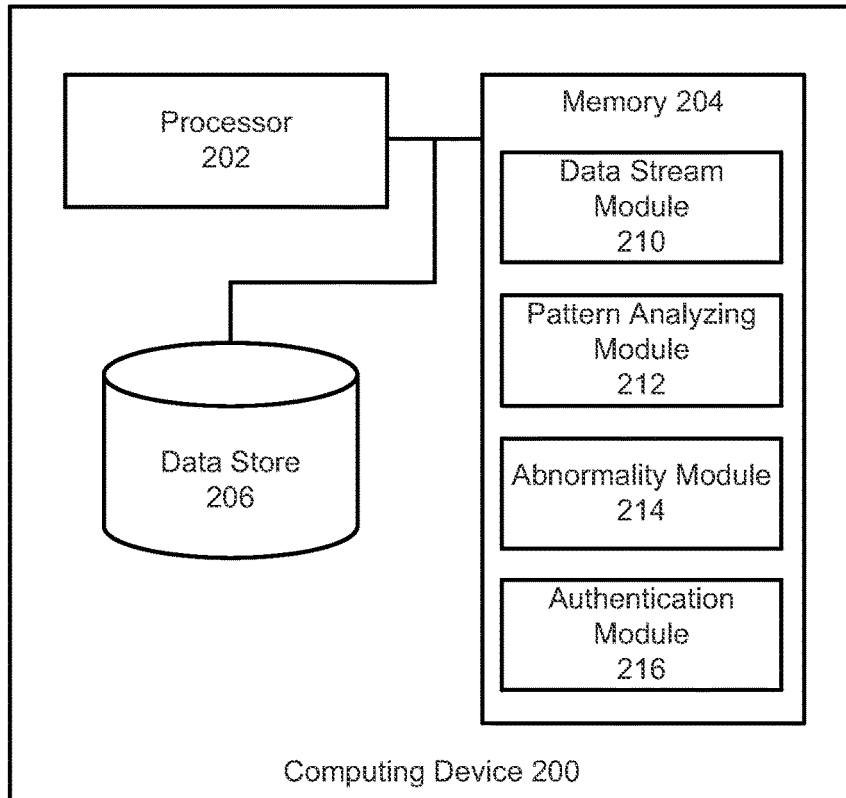 Processor
202
Memory 204
Data Stream
Module
210
Pattern Analyzing
Module
212
Abnormality Module
214
Authentication
Module
216
Data Store
206
Computing Device 200